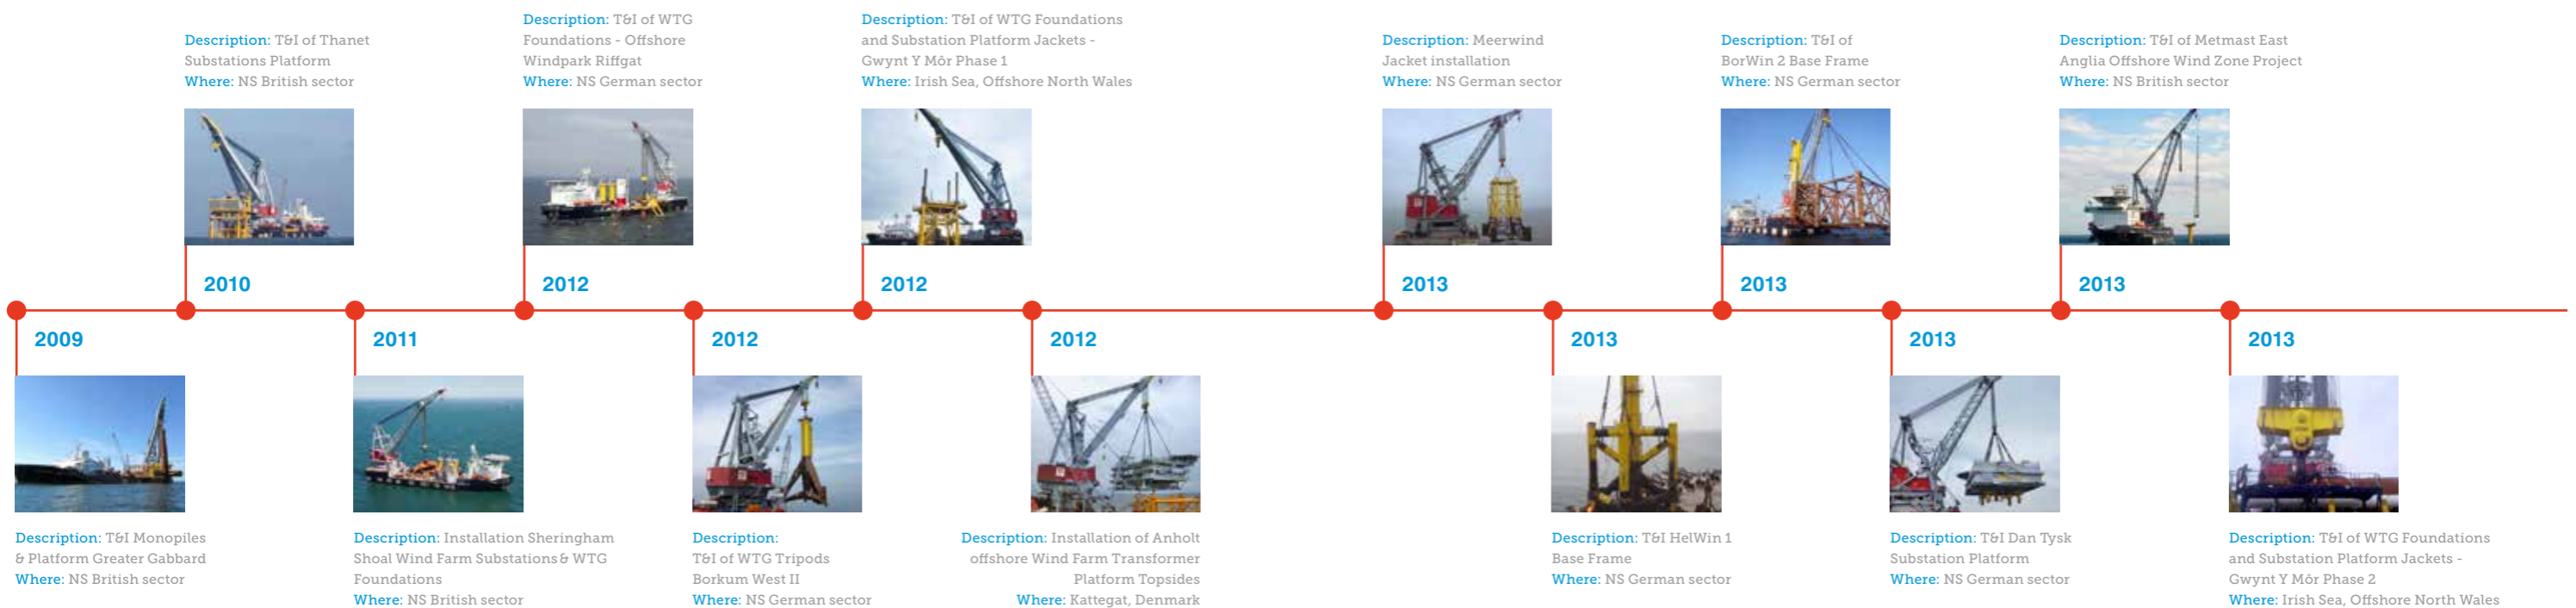 Description: T&I of Thanet
Substations Platform
Where: NS British sector
Description: T&I of WTG
Foundations - Offshore
Windpark Riffgat
Where: NS German sector
Description: T&I of WTG Foundations
and Substation Platform Jackets -
Gwynt Y Môr Phase 1
Where: Irish Sea, Offshore North Wales
Description: Meerwind
Jacket installation
Where: NS German sector
Description: T&I of
BorWin 2 Base Frame
Where: NS German sector
Description: T&I of Metmast East
Anglia Offshore Wind Zone Project
Where: NS British sector
2010
2012
2012
2013
2013
2013
2009
2011
2012
2012
2013
2013
2013
Description: T&I Monopiles
& Platform Greater Gabbard
Where: NS British sector
Description: Installation Sheringham
Shoal Wind Farm Substations & WTG
Foundations
Where: NS British sector
Description:
T&I of WTG Tripods
Borkum West II
Where: NS German sector
Description: Installation of Anholt
offshore Wind Farm Transformer
Platform Topsides
Where: Kattegat, Denmark
Description: T&I HelWin 1
Base Frame
Where: NS German sector
Description: T&I Dan Tysk
Substation Platform
Where: NS German sector
Description: T&I of WTG Foundations
and Substation Platform Jackets -
Gwynt Y Môr Phase 2
Where: Irish Sea, Offshore North Wales